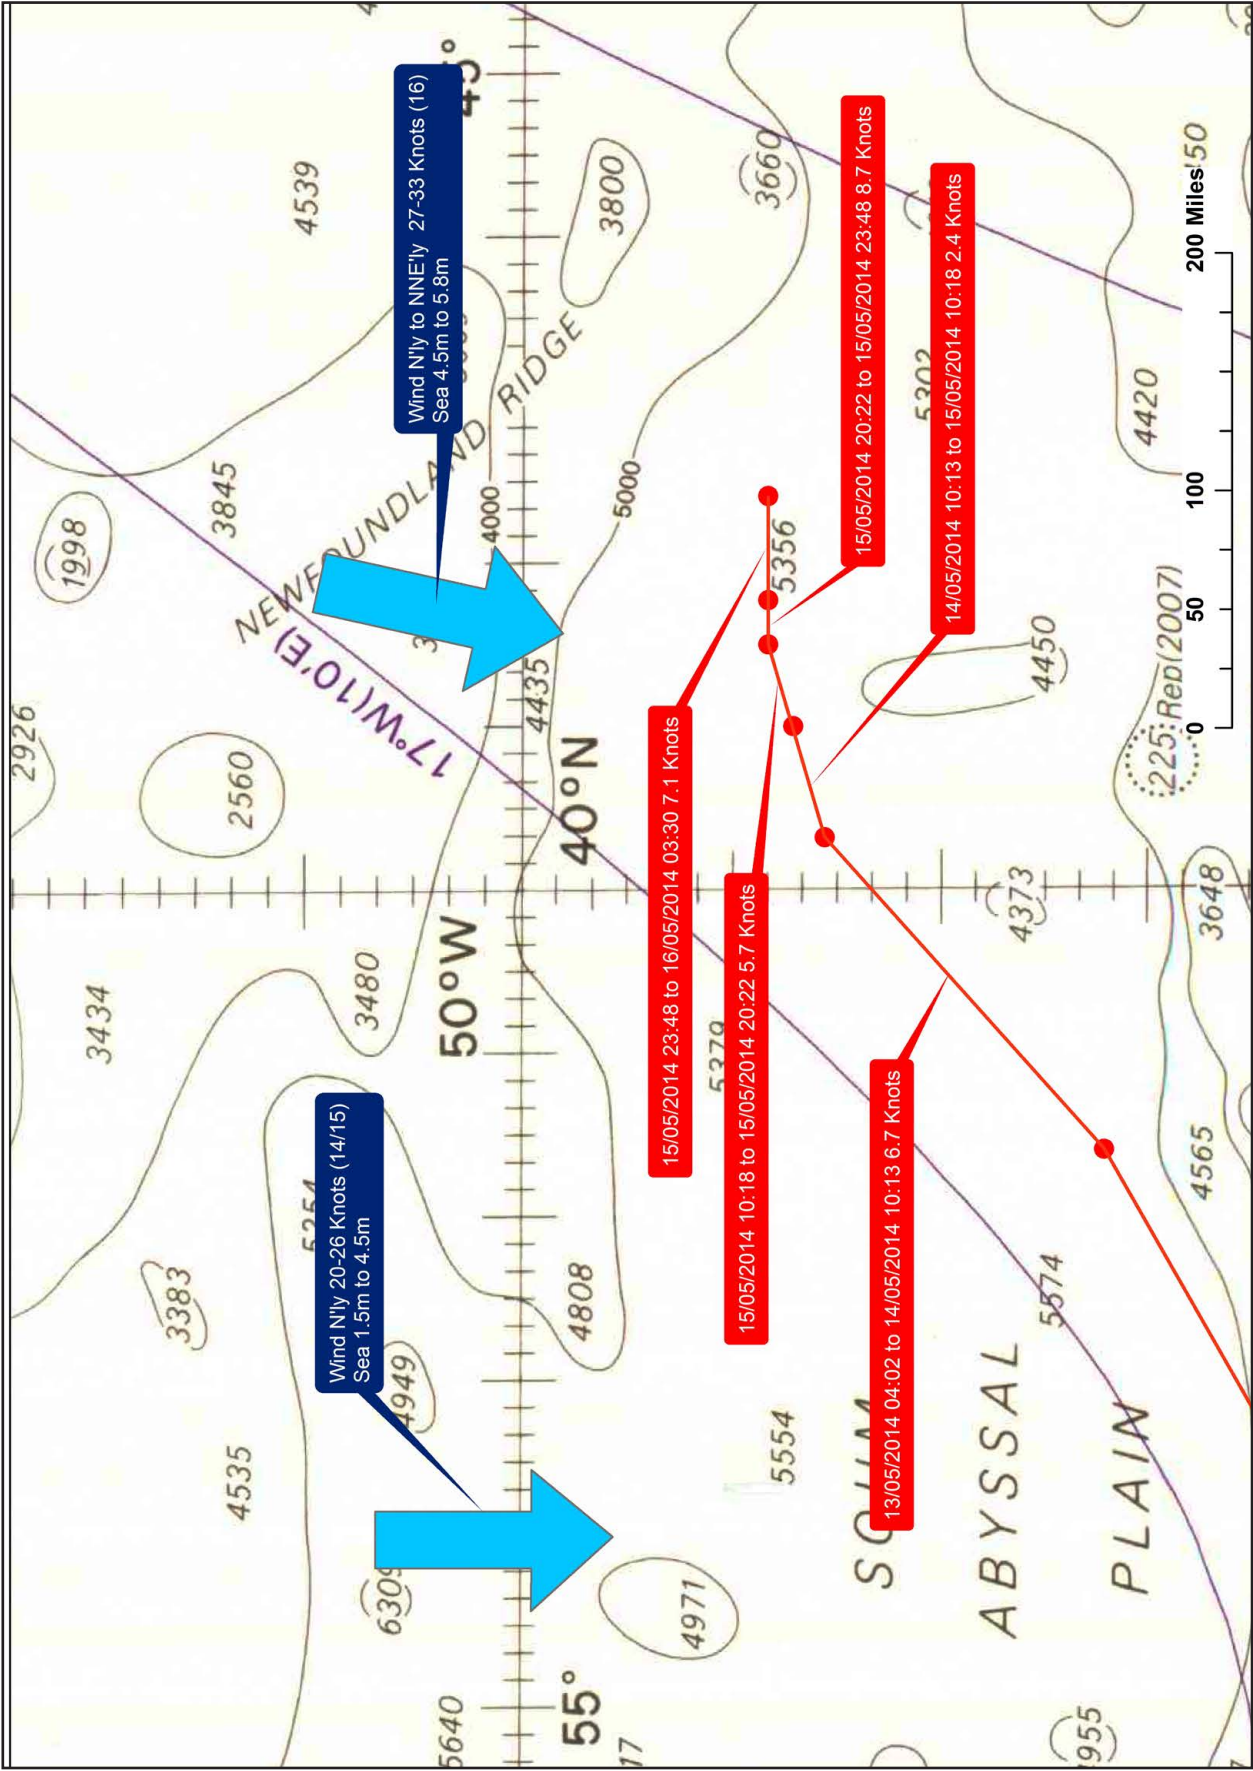 45°
4539
Wind N'ly to NNE'ly 27-33 Knots (16)
Sea 4.5m to 5.8m
3800
3660
NEWFOUNDLAND RIDGE
3845
1998
17°W(10'E)
4000
5000
4435
40°N
2926
2560
50°W
3480
3434
Wind N'ly 20-26 Knots (14/15)
Sea 1.5m to 4.5m
5254
3383
4949
4808
4535
6309
4971
5640
55°
17
15/05/2014 20:22 to 15/05/2014 23:48 8.7 Knots
14/05/2014 10:13 to 15/05/2014 10:18 2.4 Knots
15/05/2014 23:48 to 16/05/2014 03:30 7.1 Knots
15/05/2014 10:18 to 15/05/2014 20:22 5.7 Knots
13/05/2014 04:02 to 14/05/2014 10:13 6.7 Knots
5356
5302
4420
4450
225 Rep(2007)
0 50 100 200 Miles
50
4373
3648
5379
4565
5574
5554
SOHM
ABYSSAL
PLAIN
955